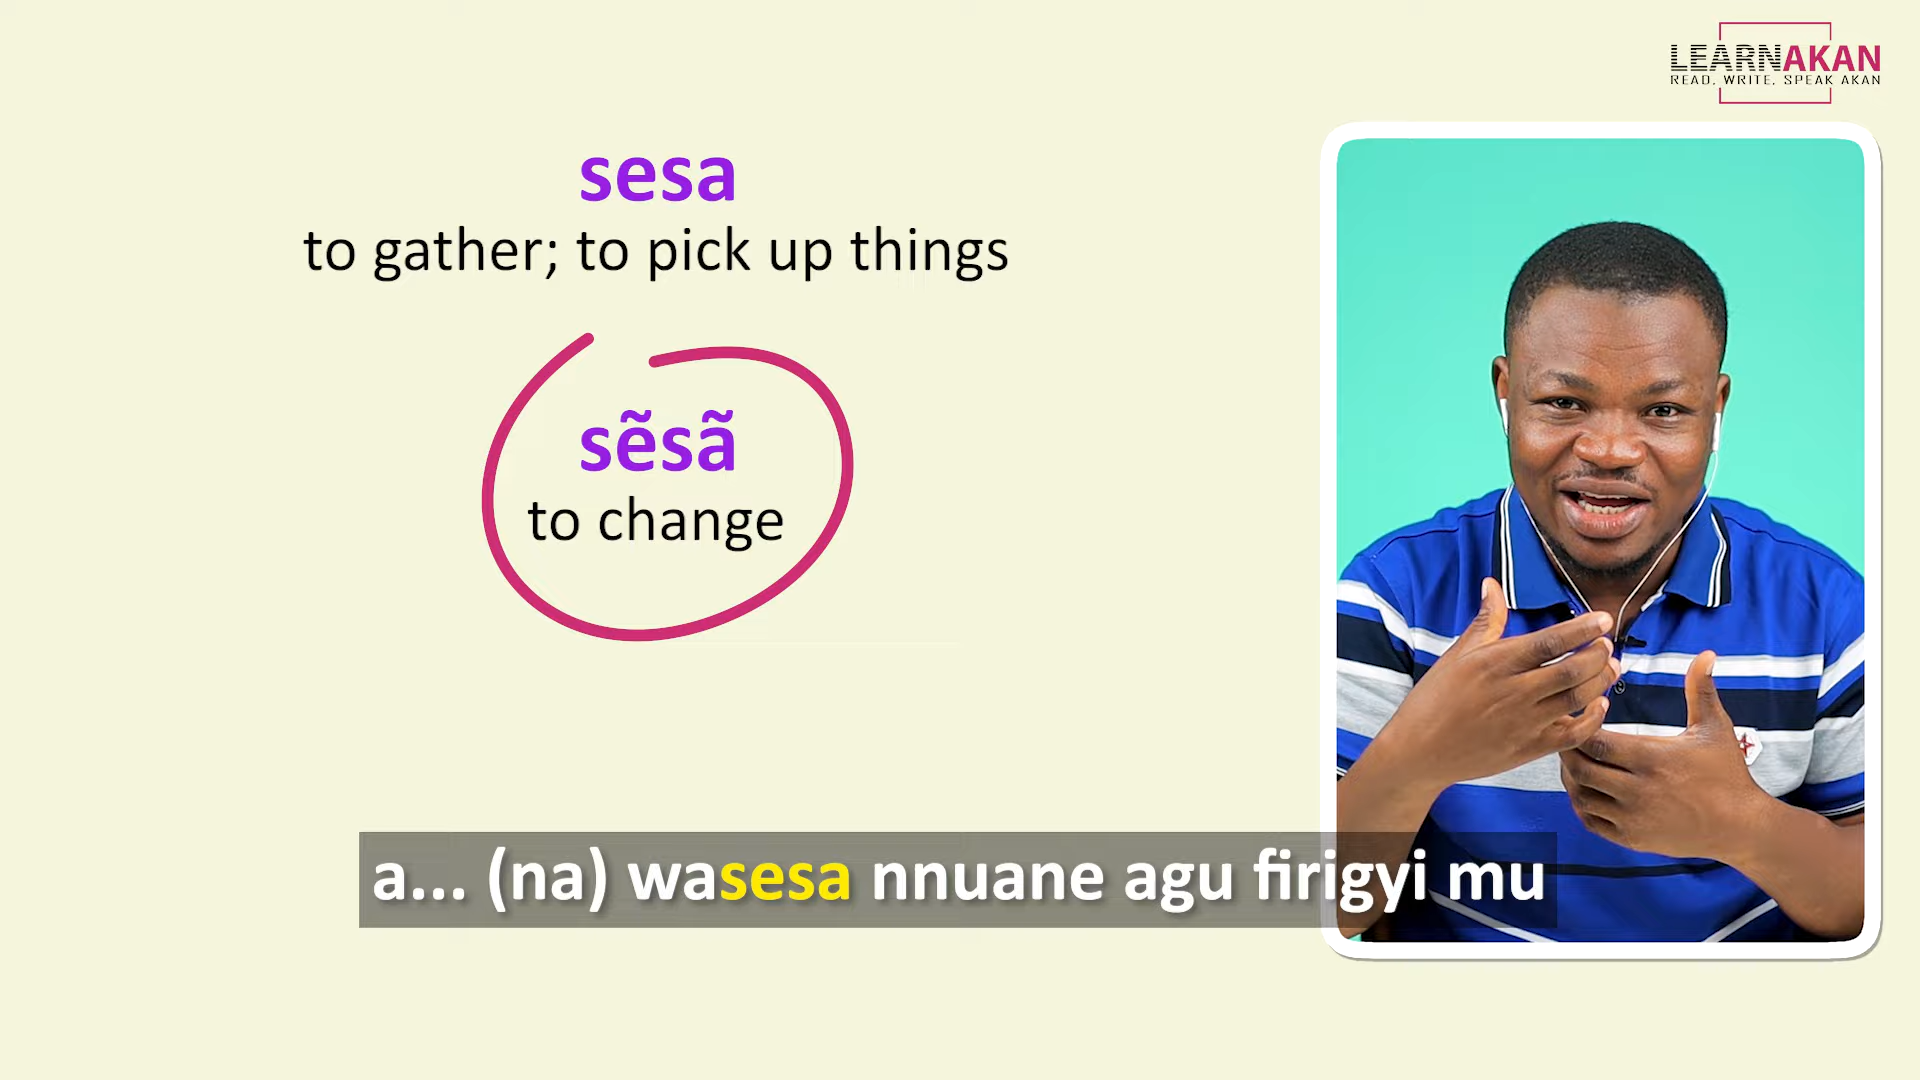 LEARNAKAN
READ, WRITE, SPEAK AKAN
sesa
to gather; to pick up things
sẽsã
to change
a... (na) wasesa nnuane agu firigyi mu